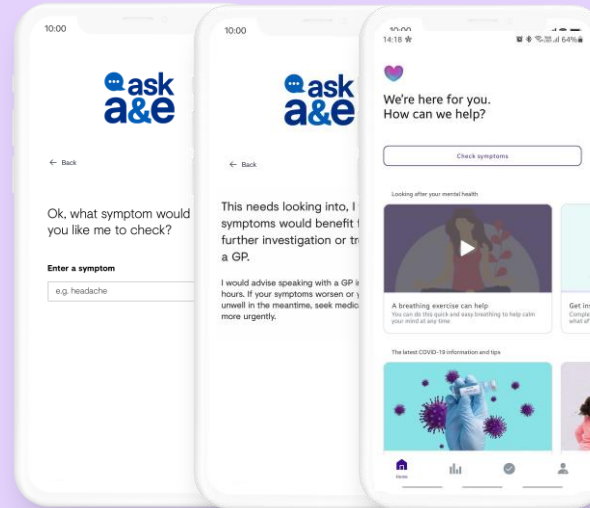 10:00
ask
a&e
← Back
Ok, what symptom would
you like me to check?
Enter a symptom
e.g. headache
10:00
ask
a&e
← Back
This needs looking into, I
symptoms would benefit
further investigation or
a GP.
I would advise speaking with a GP
hours. If your symptoms worsen or
unwell in the meantime, seek
more urgently.
14:18
64%
We're here for you.
How can we help?
Check symptoms
Looking after your mental health
A breathing exercise can help
You can do this quick and easy breathing to help calm
your mind at any time
Get
The latest COVID-19 information and tips
Home